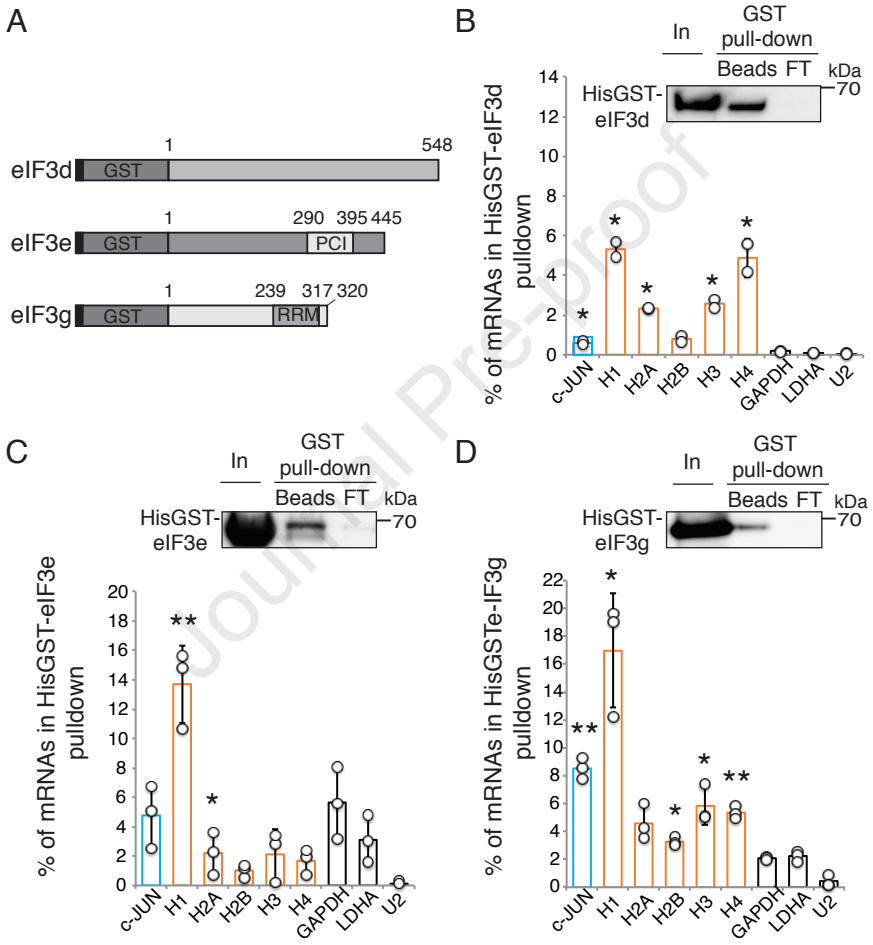 A
1 548
eIF3d GST
1 290 395 445
eIF3e GST PCI
1 239 317 320
eIF3g GST RRM
B
GST
In pull-down
Beads FT kDa
HisGST-
eIF3d
70
% of mRNAs in HisGST-eIF3d
pulldown
14
12
10
8
6
4
2
0
* * * * *
c-JUN H1 H2A H2B H3 H4 GAPDH LDHA U2
C
GST
In pull-down
Beads FT kDa
HisGST-
eIF3e
70
% of mRNAs in HisGST-eIF3e
pulldown
20
18
16
14
12
10
8
6
4
2
0
** *
c-JUN H1 H2A H2B H3 H4 GAPDH LDHA U2
D
GST
In pull-down
Beads FT kDa
HisGST-
eIF3g
70
% of mRNAs in HisGSTe-IF3g
pulldown
22
20
18
16
14
12
10
8
6
4
2
0
** * * * **
c-JUN H1 H2A H2B H3 H4 GAPDH LDHA U2
Journal Pre-proof